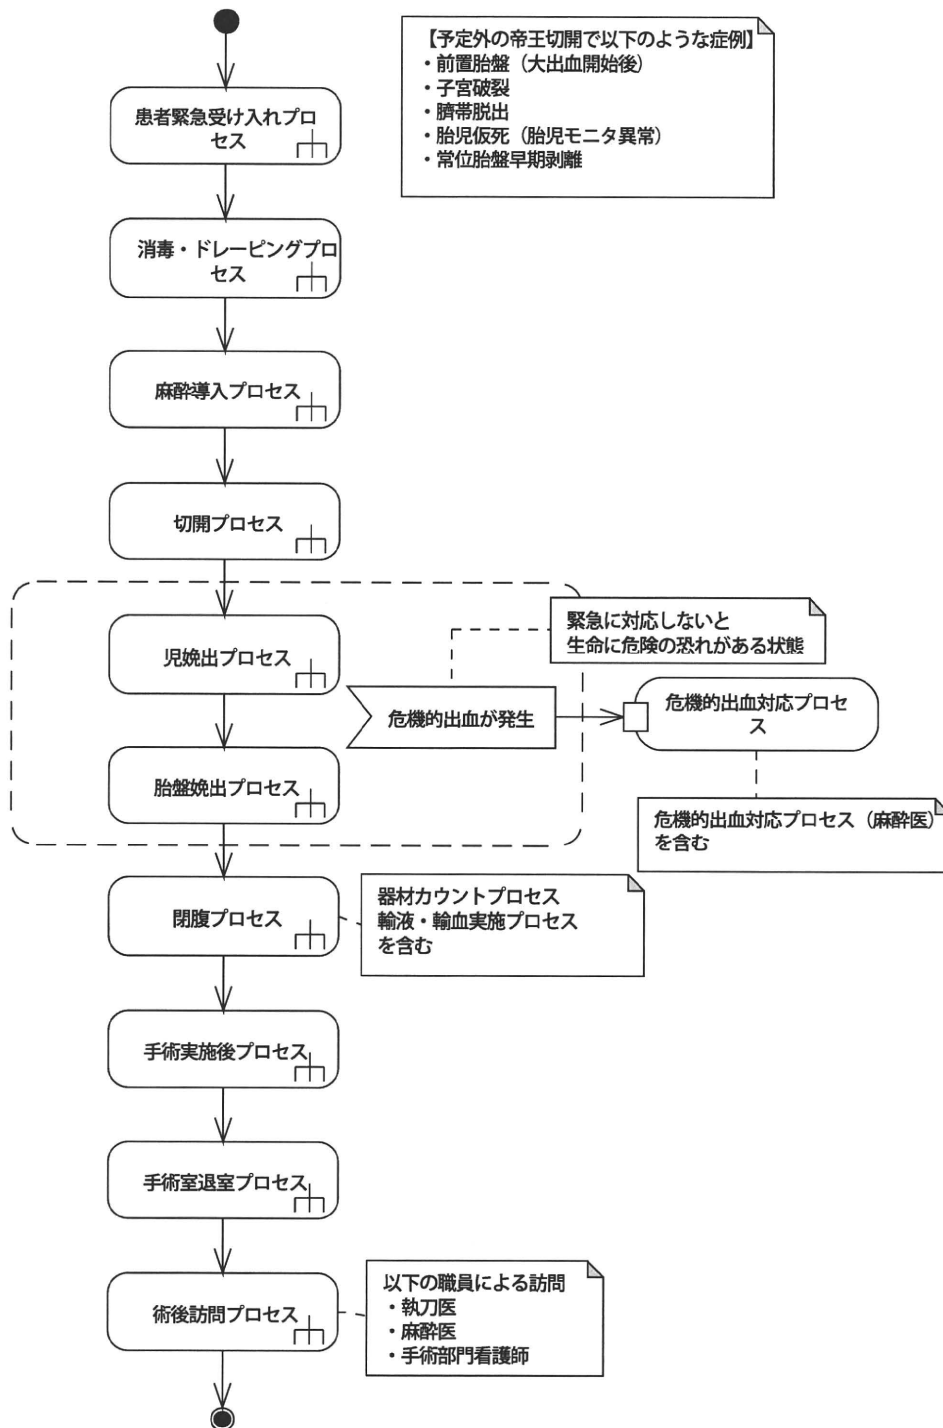 【予定外の帝王切開で以下のような症例】
・前置胎盤（大出血開始後）
・子宮破裂
・臍帯脱出
・胎児仮死（胎児モニタ異常）
・常位胎盤早期剥離
患者緊急受け入れプロ
セス
消毒・ドレーピングプロ
セス
麻酔導入プロセス
切開プロセス
児娩出プロセス
緊急に対応しないと
生命に危険の恐れがある状態
危機的出血が発生
危機的出血対応プロセ
ス
胎盤娩出プロセス
危機的出血対応プロセス（麻酔医）
を含む
閉腹プロセス
器材カウントプロセス
輸液・輸血実施プロセス
を含む
手術実施後プロセス
手術室退室プロセス
術後訪問プロセス
以下の職員による訪問
・執刀医
・麻酔医
・手術部門看護師